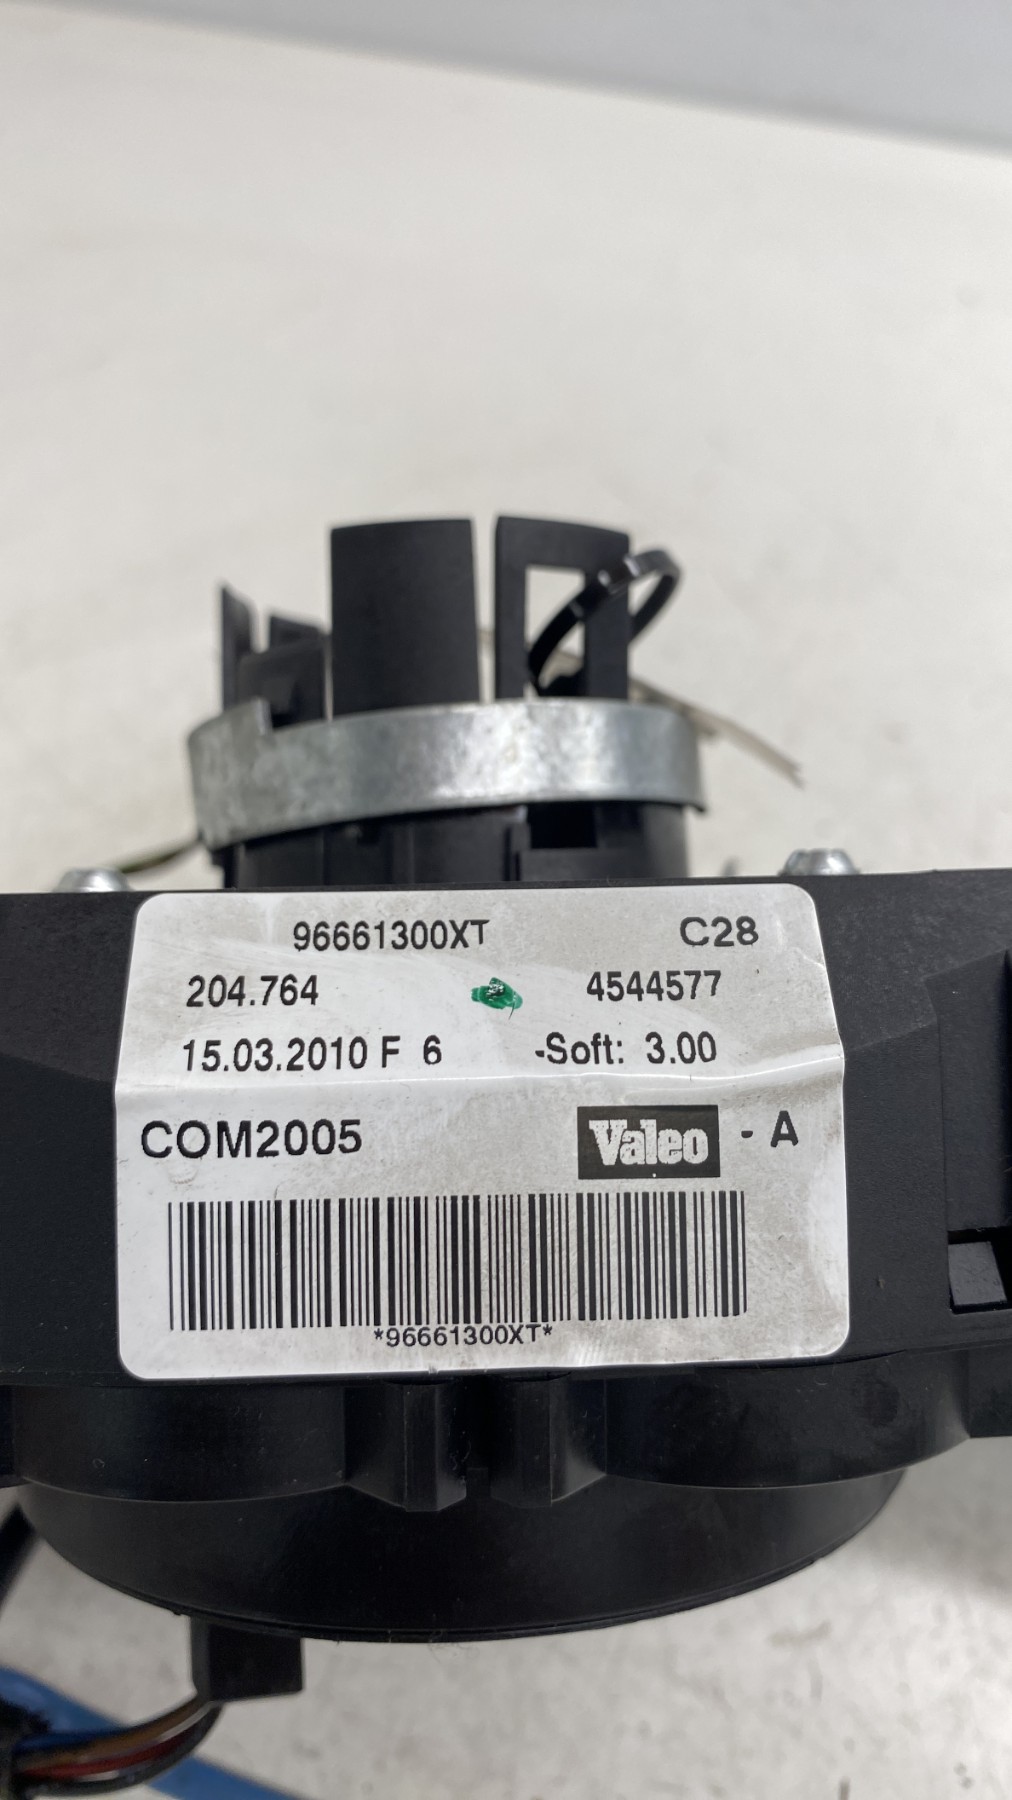 96661300XT C28
204.764 4544577
15.03.2010 F 6 -Soft: 3.00
COM2005 Valeo - A
*96661300XT*